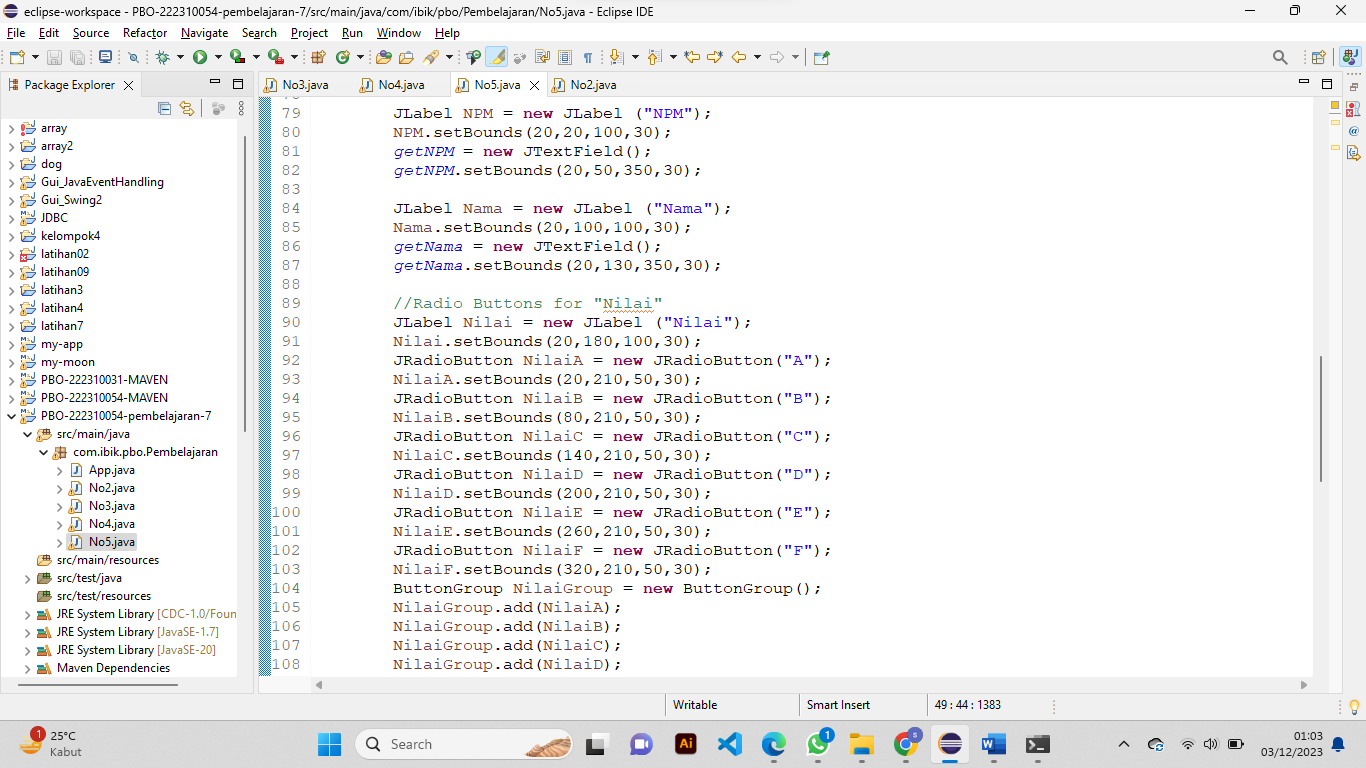 eclipse-workspace - PBO-222310054-pembelajaran-7/src/main/java/com/ibik/pbo/Pembelajaran/No5.java - Eclipse IDE
File Edit Source Refactor Navigate Search Project Run Window Help
Package Explorer
array
array2
dog
Gui_JavaEventHandling
Gui_Swing2
JDBC
kelompok4
latihan02
latihan09
latihan3
latihan4
latihan7
my-app
my-moon
PBO-222310031-MAVEN
PBO-222310054-MAVEN
PBO-222310054-pembelajaran-7
src/main/java
com.ibik.pbo.Pembelajaran
App.java
No2.java
No3.java
No4.java
No5.java
src/main/resources
src/test/java
src/test/resources
JRE System Library [CDC-1.0/Foun
JRE System Library [JavaSE-1.7]
JRE System Library [JavaSE-20]
Maven Dependencies
No3.java No4.java No5.java No2.java
79 JLabel NPM = new JLabel ("NPM");
80 NPM.setBounds(20,20,100,30);
81 getNPM = new JTextField();
82 getNPM.setBounds(20,50,350,30);
83
84 JLabel Nama = new JLabel ("Nama");
85 Nama.setBounds(20,100,100,30);
86 getNama = new JTextField();
87 getNama.setBounds(20,130,350,30);
88
89 //Radio Buttons for "Nilai"
90 JLabel Nilai = new JLabel ("Nilai");
91 Nilai.setBounds(20,180,100,30);
92 JRadioButton NilaiA = new JRadioButton("A");
93 NilaiA.setBounds(20,210,50,30);
94 JRadioButton NilaiB = new JRadioButton("B");
95 NilaiB.setBounds(80,210,50,30);
96 JRadioButton NilaiC = new JRadioButton("C");
97 NilaiC.setBounds(140,210,50,30);
98 JRadioButton NilaiD = new JRadioButton("D");
99 NilaiD.setBounds(200,210,50,30);
100 JRadioButton NilaiE = new JRadioButton("E");
101 NilaiE.setBounds(260,210,50,30);
102 JRadioButton NilaiF = new JRadioButton("F");
103 NilaiF.setBounds(320,210,50,30);
104 ButtonGroup NilaiGroup = new ButtonGroup();
105 NilaiGroup.add(NilaiA);
106 NilaiGroup.add(NilaiB);
107 NilaiGroup.add(NilaiC);
108 NilaiGroup.add(NilaiD);
Writable Smart Insert 49 : 44 : 1383
1
25°C
Kabut
Search
Ai
1
5
01:03
03/12/2023